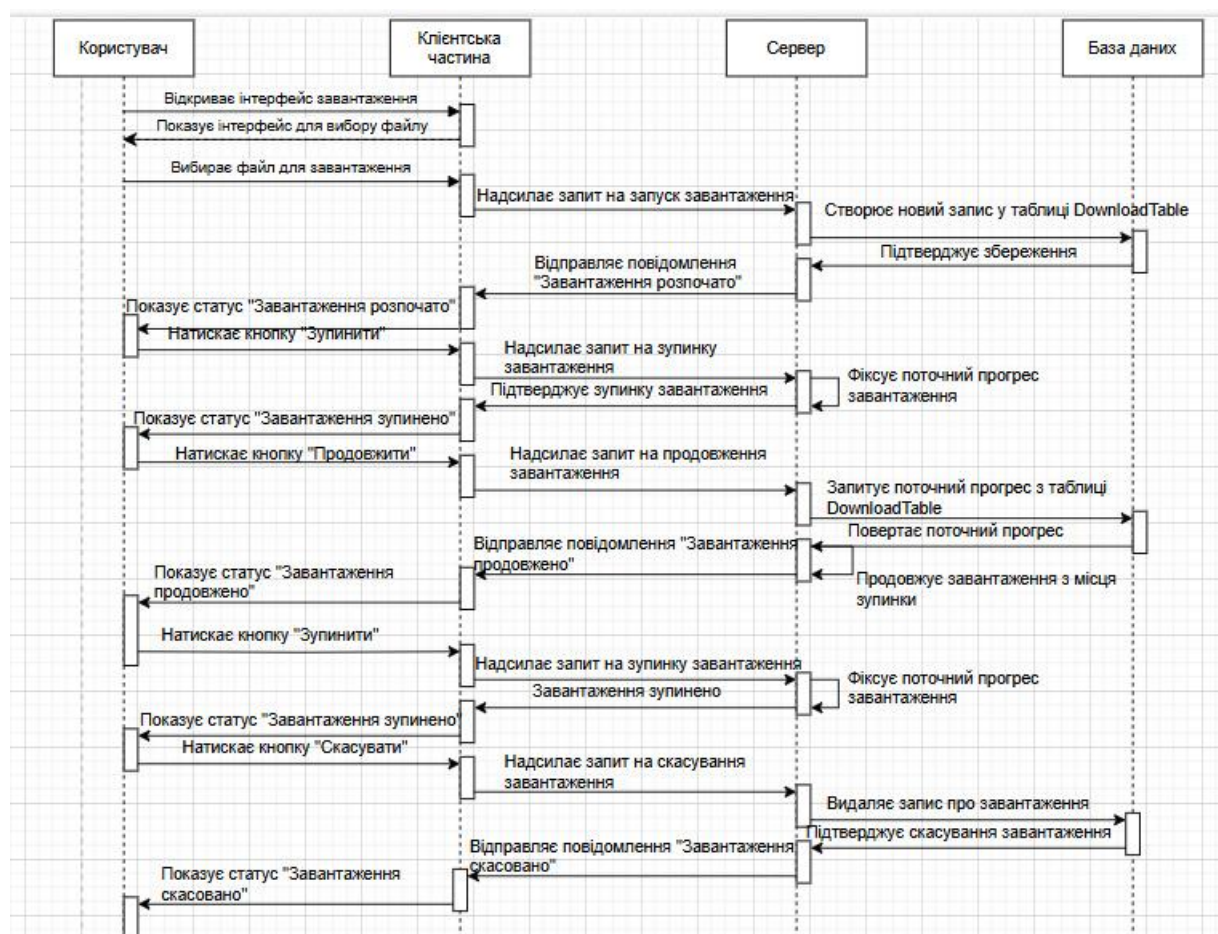 Користувач
Клієнтська
частина
Сервер
База даних
Відкриває інтерфейс завантаження
Показує інтерфейс для вибору файлу
Вибирає файл для завантаження
Надсилає запит на запуск завантаження
Створює новий запис у таблиці DownloadTable
Підтверджує збереження
Відправляє повідомлення
"Завантаження розпочато"
Показує статус "Завантаження розпочато"
Натискає кнопку "Зупинити"
Надсилає запит на зупинку
завантаження
Фіксує поточний прогрес
завантаження
Підтверджує зупинку завантаження
Показує статус "Завантаження зупинено"
Натискає кнопку "Продовжити"
Надсилає запит на продовження
завантаження
Запитує поточний прогрес з таблиці
DownloadTable
Повертає поточний прогрес
Відправляє повідомлення "Завантаження
продовжено"
Продовжує завантаження з місця
зупинки
Показує статус "Завантаження
продовжено"
Натискає кнопку "Зупинити"
Надсилає запит на зупинку завантаження
Фіксує поточний прогрес
завантаження
Завантаження зупинено
Показує статус "Завантаження зупинено"
Натискає кнопку "Скасувати"
Надсилає запит на скасування
завантаження
Видаляє запис про завантаження
Підтверджує скасування завантаження
Відправляє повідомлення "Завантаження
скасовано"
Показує статус "Завантаження
скасовано"